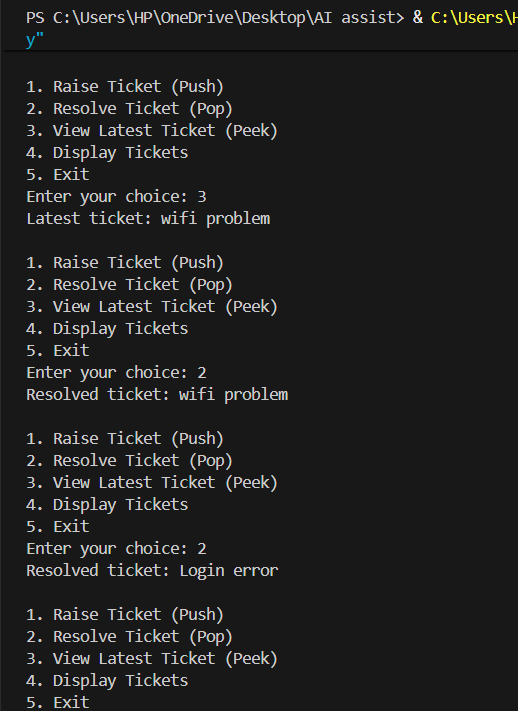 PS C:\Users\HP\OneDrive\Desktop\AI assist> & C:\Users\H
y"
1. Raise Ticket (Push)
2. Resolve Ticket (Pop)
3. View Latest Ticket (Peek)
4. Display Tickets
5. Exit
Enter your choice: 3
Latest ticket: wifi problem
1. Raise Ticket (Push)
2. Resolve Ticket (Pop)
3. View Latest Ticket (Peek)
4. Display Tickets
5. Exit
Enter your choice: 2
Resolved ticket: wifi problem
1. Raise Ticket (Push)
2. Resolve Ticket (Pop)
3. View Latest Ticket (Peek)
4. Display Tickets
5. Exit
Enter your choice: 2
Resolved ticket: Login error
1. Raise Ticket (Push)
2. Resolve Ticket (Pop)
3. View Latest Ticket (Peek)
4. Display Tickets
5. Exit